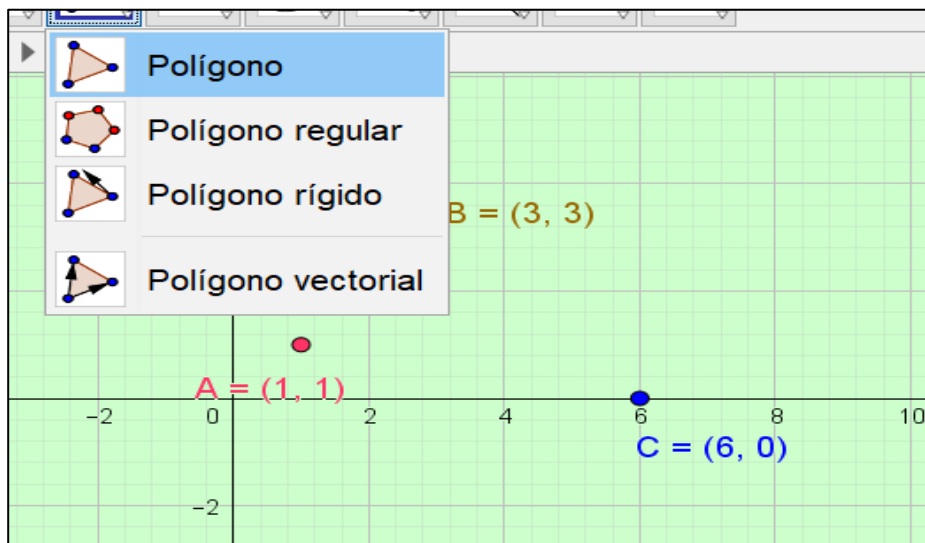 Polígono
Polígono regular
Polígono rígido
B = (3, 3)
Polígono vectorial
A = (1, 1)
−2 0 2 4 6 8 10
C = (6, 0)
−2